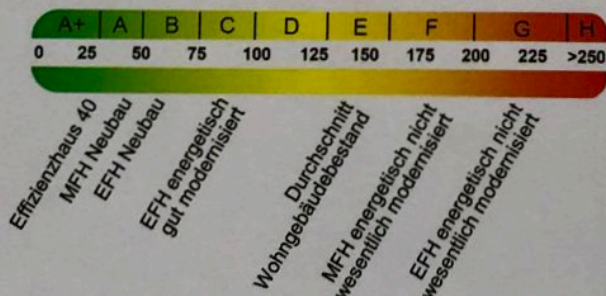 A+ A B C D E F G H
0 25 50 75 100 125 150 175 200 225 >250
Effizienzhaus 40
MFH Neubau
EFH Neubau
EFH energetisch
gut modernisiert
Durchschnitt
Wohngebäudebestand
MFH energetisch nicht
wesentlich modernisiert
EFH energetisch nicht
wesentlich modernisiert